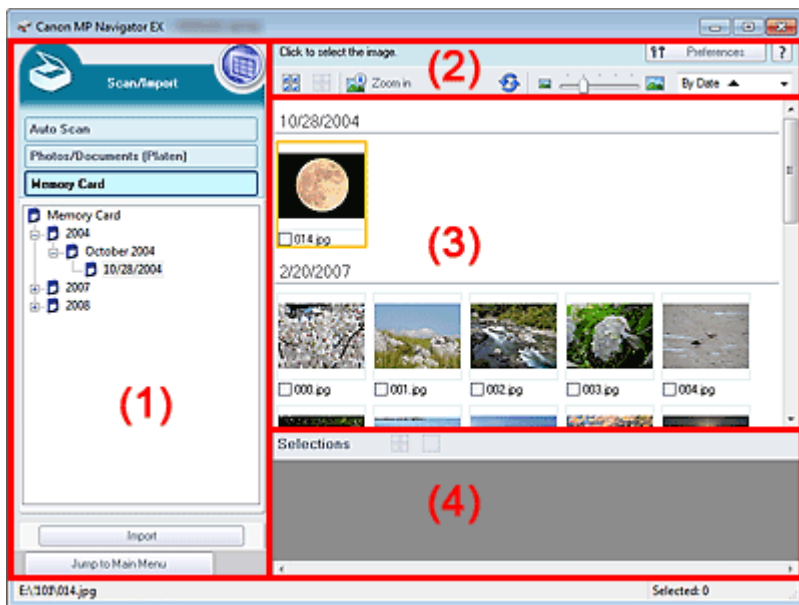 Canon MP Navigator EX
Scan/Import
Auto Scan
Photos/Documents (Platen)
Memory Card
Memory Card
2004
October 2004
10/28/2004
2007
2008
(1)
Import
Jump to Main Menu
Click to select the image.
Preferences
?
(2)
Zoom in
By Date
10/28/2004
014.jpg
(3)
2/20/2007
000.jpg
001.jpg
002.jpg
003.jpg
004.jpg
Selections
(4)
E:\101\014.jpg
Selected: 0